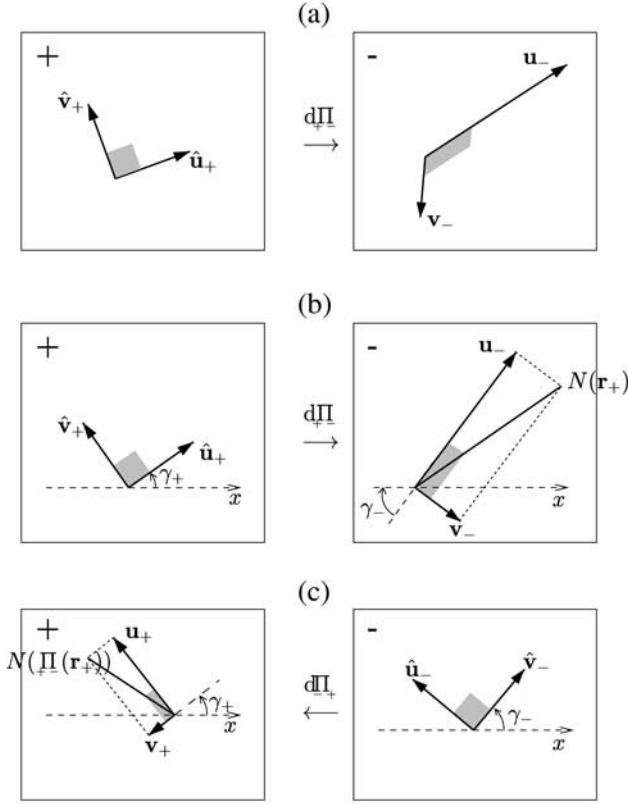 (a)
+ -
v̂₊ û₊ dΠ +− → u₋ v₋
(b)
+ -
v̂₊ û₊ γ₊ x dΠ +− → u₋ N(r₊) γ₋ v₋ x
(c)
+ -
N(Π +− (r₊)) u₊ v₊ γ₊ x dΠ −+ ← û₋ v̂₋ γ₋ x